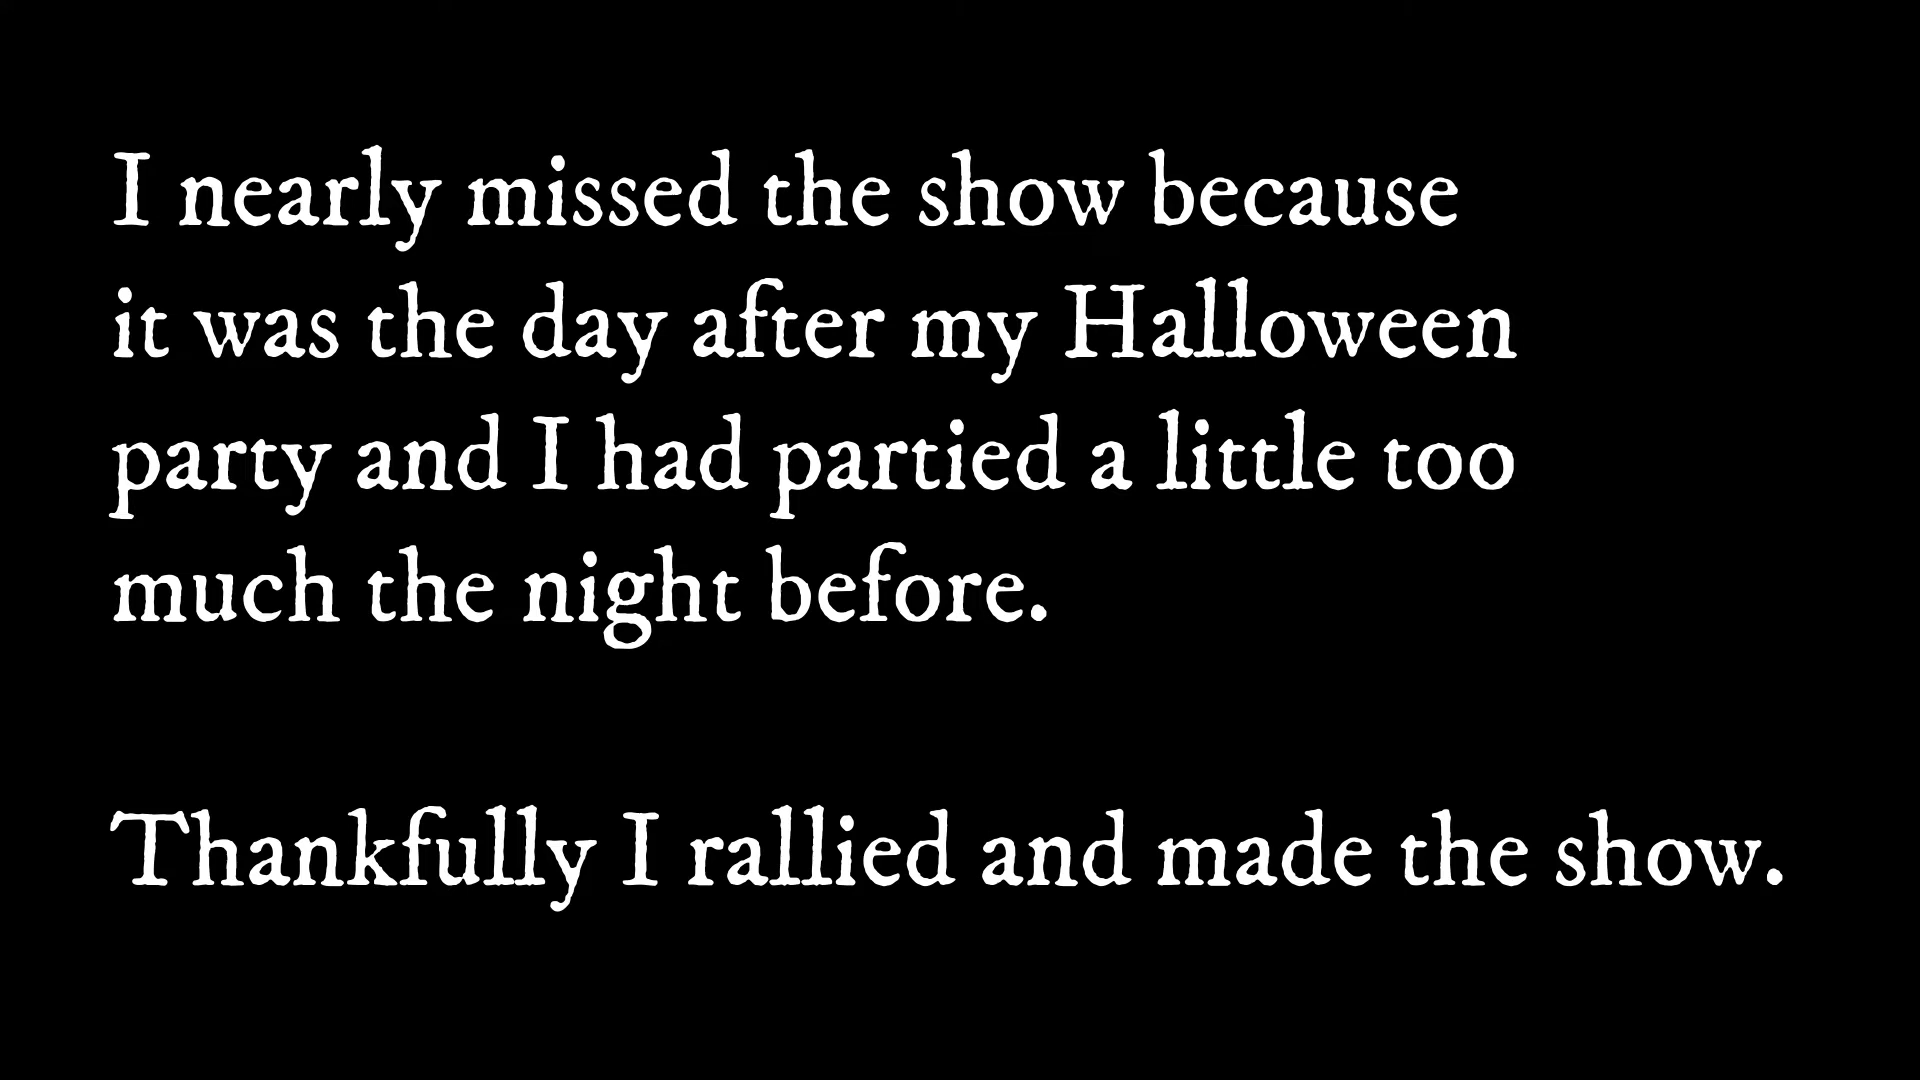 I nearly missed the show because
it was the day after my Halloween
party and I had partied a little too
much the night before.
Thankfully I rallied and made the show.